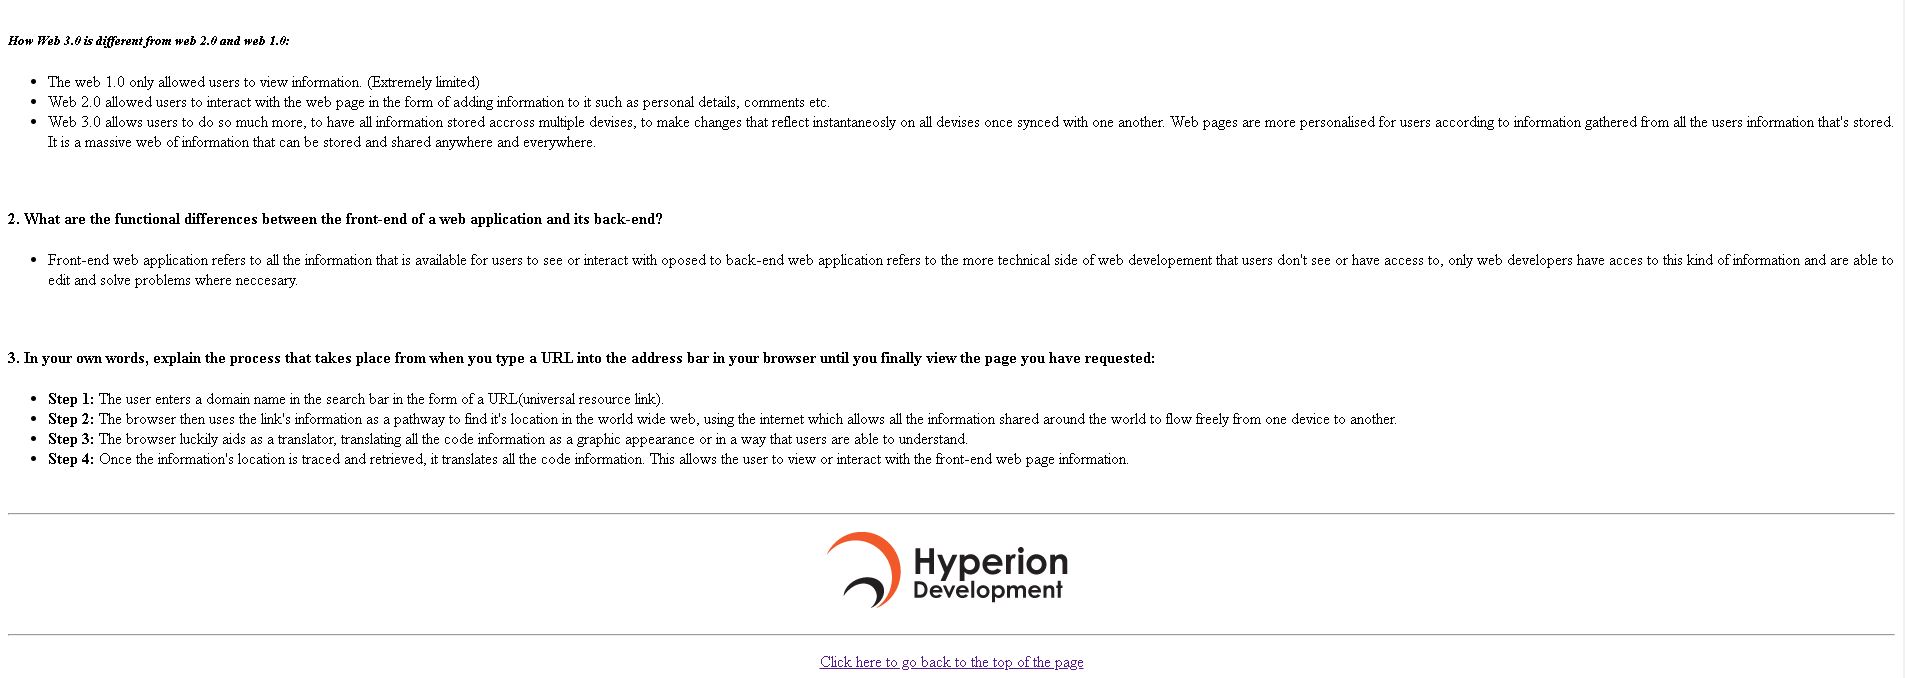 How Web 3.0 is different from web 2.0 and web 1.0:
The web 1.0 only allowed users to view information. (Extremely limited)
Web 2.0 allowed users to interact with the web page in the form of adding information to it such as personal details, comments etc.
Web 3.0 allows users to do so much more, to have all information stored accross multiple devises, to make changes that reflect instantaneosly on all devises once synced with one another. Web pages are more personalised for users according to information gathered from all the users information that's stored.
It is a massive web of information that can be stored and shared anywhere and everywhere.
2. What are the functional differences between the front-end of a web application and its back-end?
Front-end web application refers to all the information that is available for users to see or interact with oposed to back-end web application refers to the more technical side of web developement that users don't see or have access to, only web developers have acces to this kind of information and are able to
edit and solve problems where neccesary.
3. In your own words, explain the process that takes place from when you type a URL into the address bar in your browser until you finally view the page you have requested:
Step 1: The user enters a domain name in the search bar in the form of a URL(universal resource link).
Step 2: The browser then uses the link's information as a pathway to find it's location in the world wide web, using the internet which allows all the information shared around the world to flow freely from one device to another.
Step 3: The browser luckily aids as a translator, translating all the code information as a graphic appearance or in a way that users are able to understand.
Step 4: Once the information's location is traced and retrieved, it translates all the code information. This allows the user to view or interact with the front-end web page information.
Hyperion
Development
Click here to go back to the top of the page